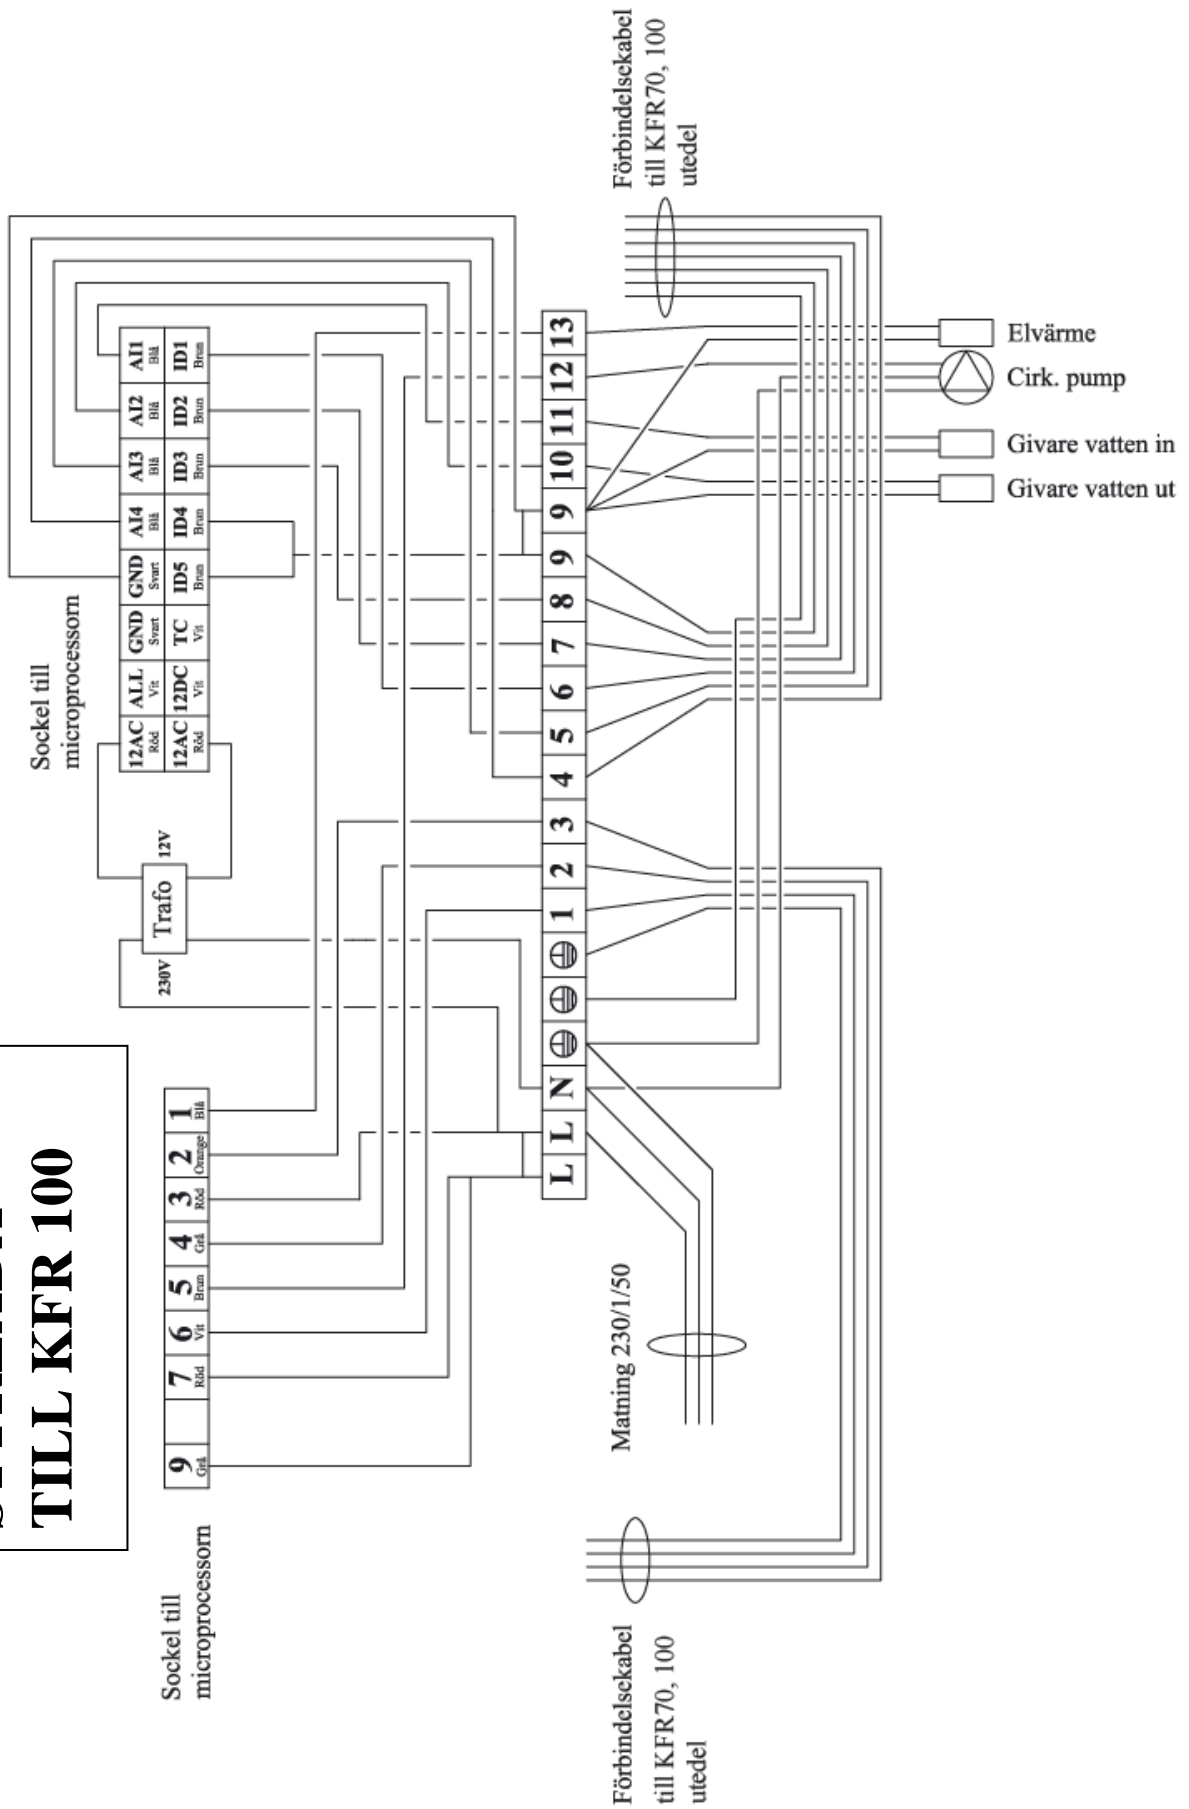 TILL KFR 100
Sockel till
microprocessorn
9 7 6 5 4 3 2 1
Grå Röd Vit Brun Grå Röd Orange Blå
230V Trafo 12V
Sockel till
microprocessorn
12AC ALL GND GND AI4 AI3 AI2 AI1
Röd Vit Svart Svart Blå Blå Blå Blå
12AC 12DC TC ID5 ID4 ID3 ID2 ID1
Röd Vit Vit Brun Brun Brun Brun Brun
L L N 1 2 3 4 5 6 7 8 9 9 10 11 12 13
Förbindelsekabel
till KFR70, 100
utedel
Matning 230/1/50
Förbindelsekabel
till KFR70, 100
utedel
Elvärme
Cirk. pump
Givare vatten in
Givare vatten ut